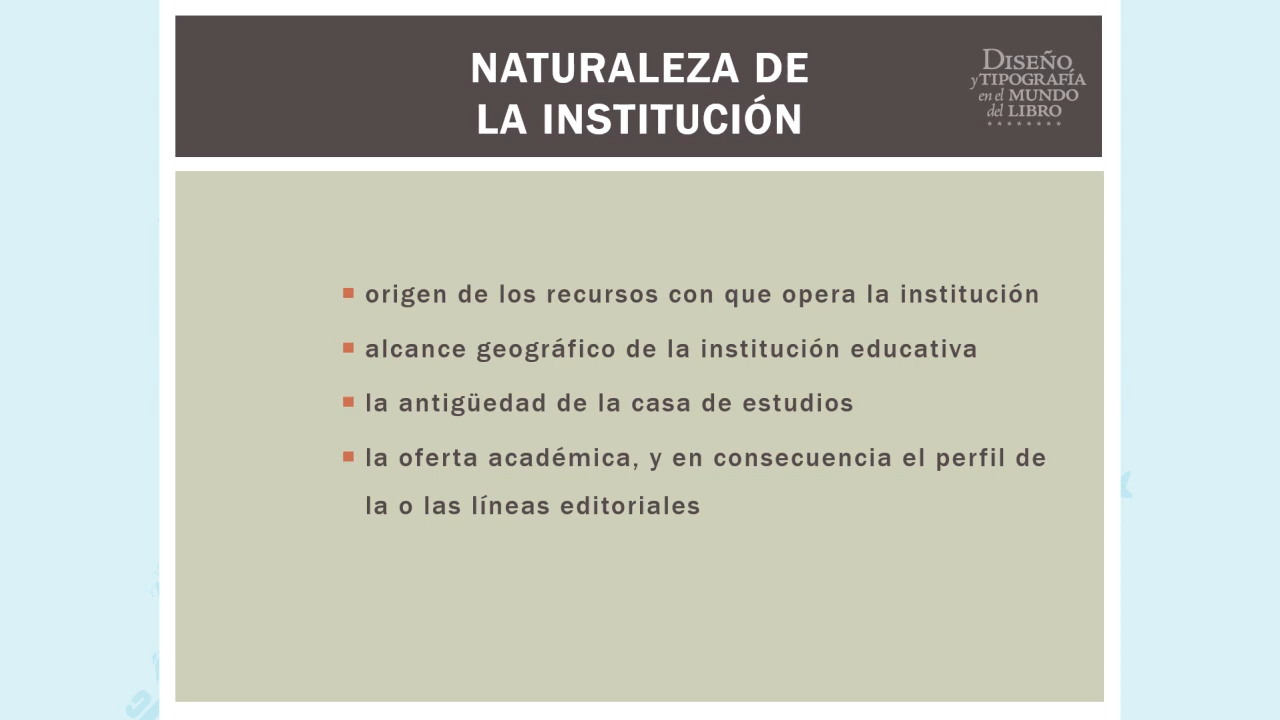 NATURALEZA DE
LA INSTITUCIÓN
DISEÑO
y TIPOGRAFÍA
en el MUNDO
del LIBRO
origen de los recursos con que opera la institución
alcance geográfico de la institución educativa
la antigüedad de la casa de estudios
la oferta académica, y en consecuencia el perfil de
la o las líneas editoriales